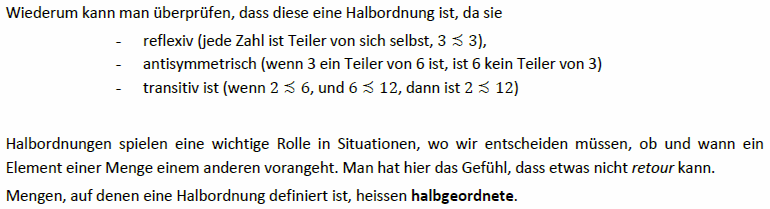 Wiederum kann man überprüfen, dass diese eine Halbordnung ist, da sie
- reflexiv (jede Zahl ist Teiler von sich selbst, 3 ≾ 3),
- antisymmetrisch (wenn 3 ein Teiler von 6 ist, ist 6 kein Teiler von 3)
- transitiv ist (wenn 2 ≾ 6, und 6 ≾ 12, dann ist 2 ≾ 12)
Halbordnungen spielen eine wichtige Rolle in Situationen, wo wir entscheiden müssen, ob und wann ein
Element einer Menge einem anderen vorangeht. Man hat hier das Gefühl, dass etwas nicht retour kann.
Mengen, auf denen eine Halbordnung definiert ist, heissen halbgeordnete.